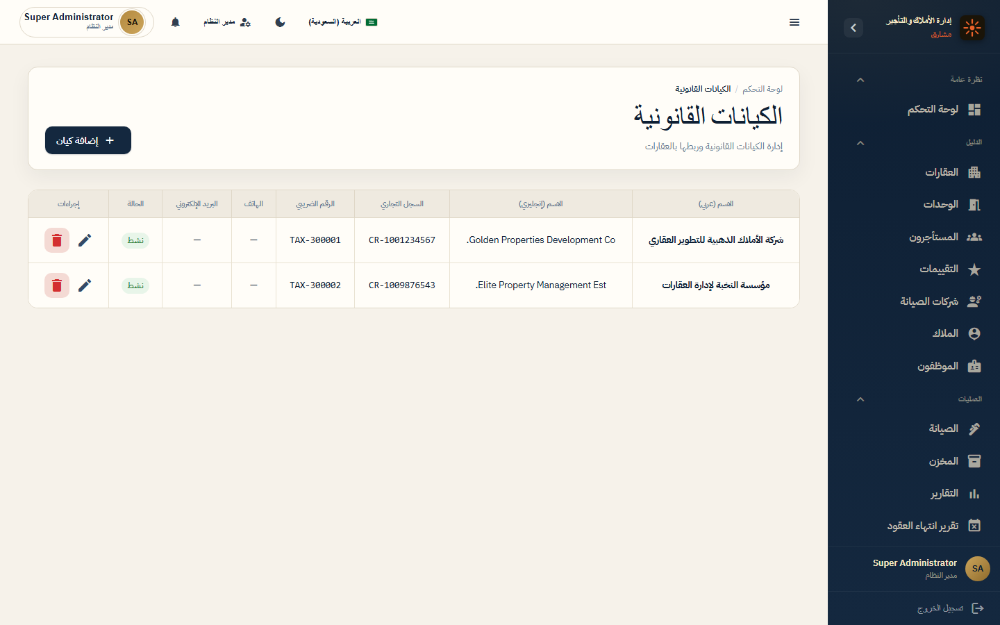 إدارة الأملاك والتأجير
مشارق
نظرة عامة
لوحة التحكم
الدليل
العقارات
الوحدات
المستأجرون
التقييمات
شركات الصيانة
الملاك
الموظفون
العمليات
الصيانة
المخزن
التقارير
تقرير انتهاء العقود
SA
Super Administrator
مدير النظام
تسجيل الخروج
العربية (السعودية)
مدير النظام
SA
Super Administrator
مدير النظام
لوحة التحكم / الكيانات القانونية
الكيانات القانونية
إدارة الكيانات القانونية وربطها بالعقارات
+ إضافة كيان
الاسم (عربي) الاسم (إنجليزي) السجل التجاري الرقم الضريبي الهاتف البريد الإلكتروني الحالة إجراءات
شركة الأملاك الذهبية للتطوير العقاري Golden Properties Development Co. CR-1001234567 TAX-300001 — — نشط
مؤسسة النخبة لإدارة العقارات Elite Property Management Est. CR-1009876543 TAX-300002 — — نشط